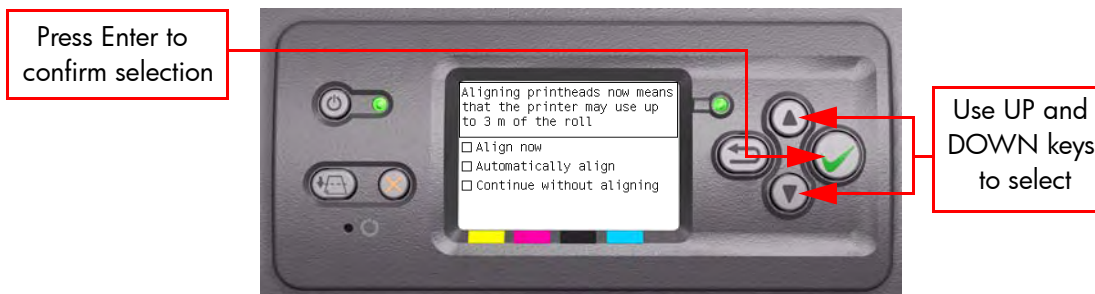 Press Enter to
confirm selection
Aligning printheads now means
that the printer may use up
to 3 m of the roll
Align now
Automatically align
Continue without aligning
Use UP and
DOWN keys
to select